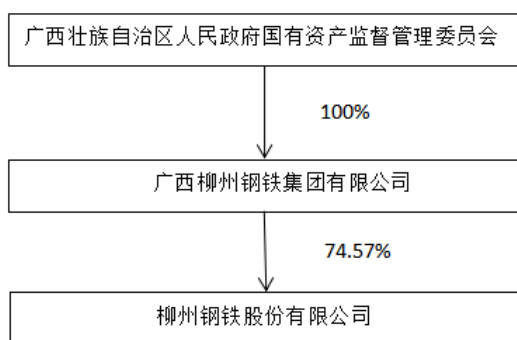 广西壮族自治区人民政府国有资产监督管理委员会
100%
广西柳州钢铁集团有限公司
74.57%
柳州钢铁股份有限公司